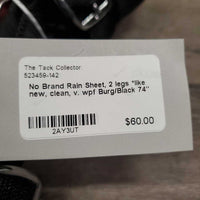 The Tack Collector
523459-142
No Brand Rain Sheet, 2 legs *like
new, clean, v. wpf Burg/Black 74"
2AY3UT
$60.00